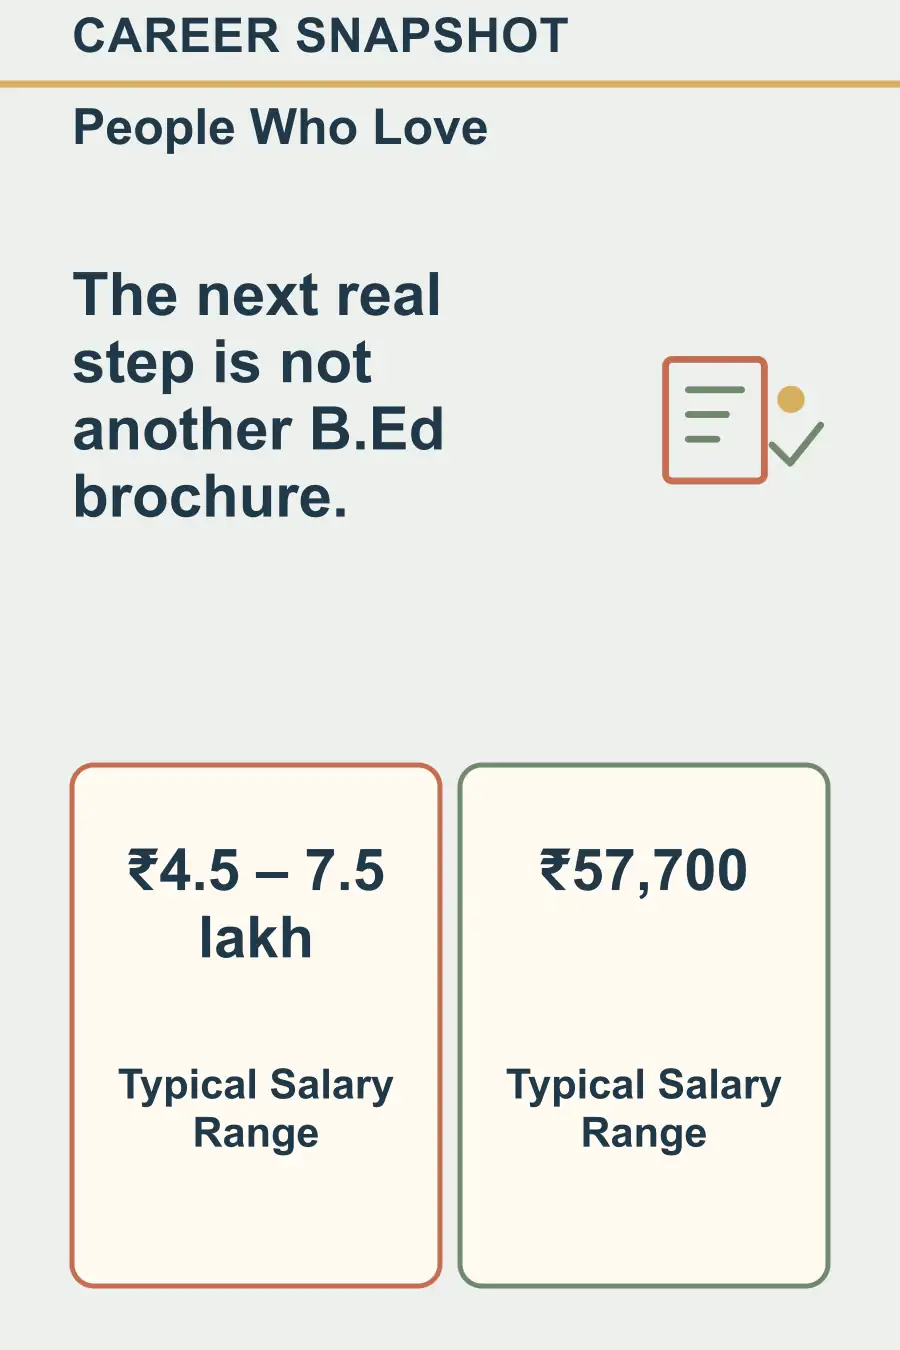 CAREER SNAPSHOT
People Who Love
The next real
step is not
another B.Ed
brochure.
₹4.5 – 7.5
lakh
Typical Salary
Range
₹57,700
Typical Salary
Range